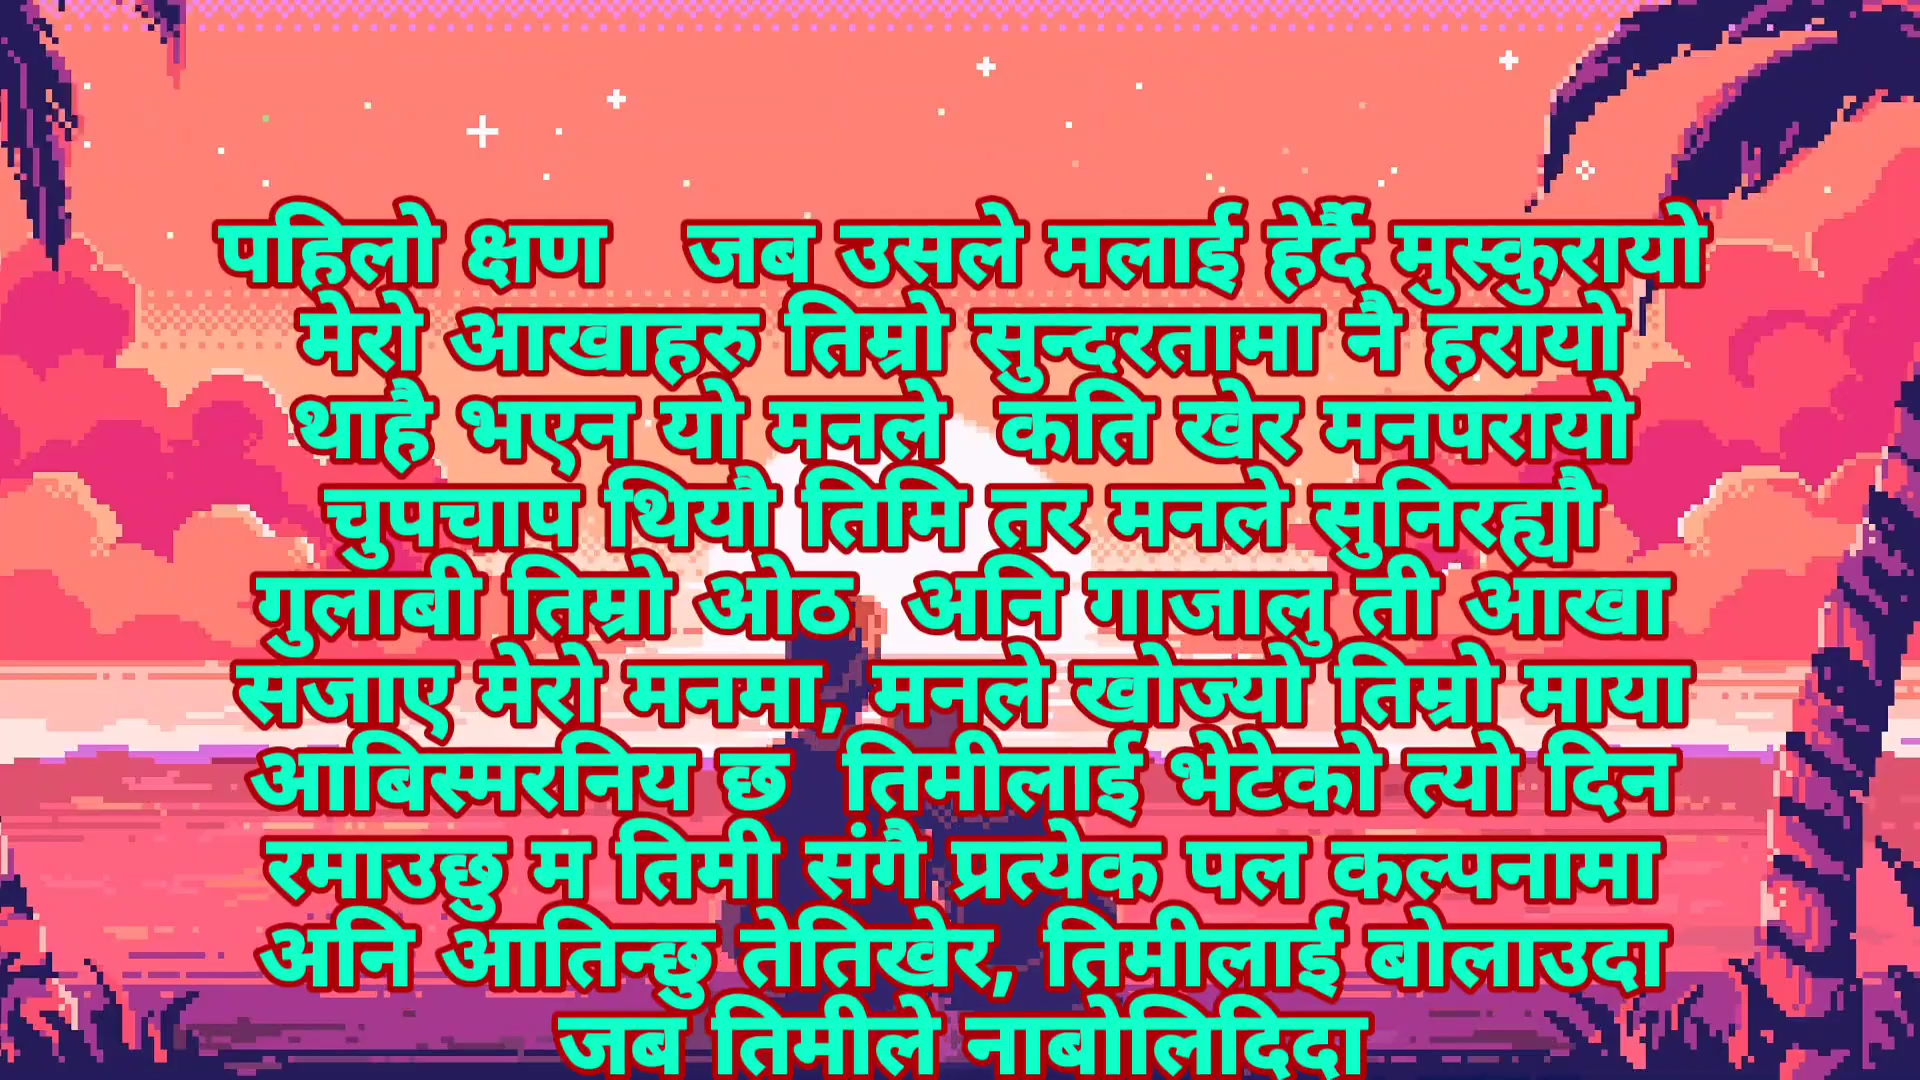 पहिलो क्षण   जब उसले मलाई हेर्दै मुस्कुरायो
मेरो आखाहरु तिम्रो सुन्दरतामा नै हरायो
थाहै भएन यो मनले  कति खेर मनपरायो
चुपचाप थियौ तिमि तर मनले सुनिरह्यौ
गुलाबी तिम्रो ओठ  अनि गाजालु ती आखा
सजाए मेरो मनमा, मनले खोज्यो तिम्रो माया
आबिस्मरनिय छ  तिमीलाई भेटेको त्यो दिन
रमाउछु म तिमी संगै प्रत्येक पल कल्पनामा
अनि आतिन्छु तेतिखेर, तिमीलाई बोलाउदा
जब तिमीले नाबोलिदिदा